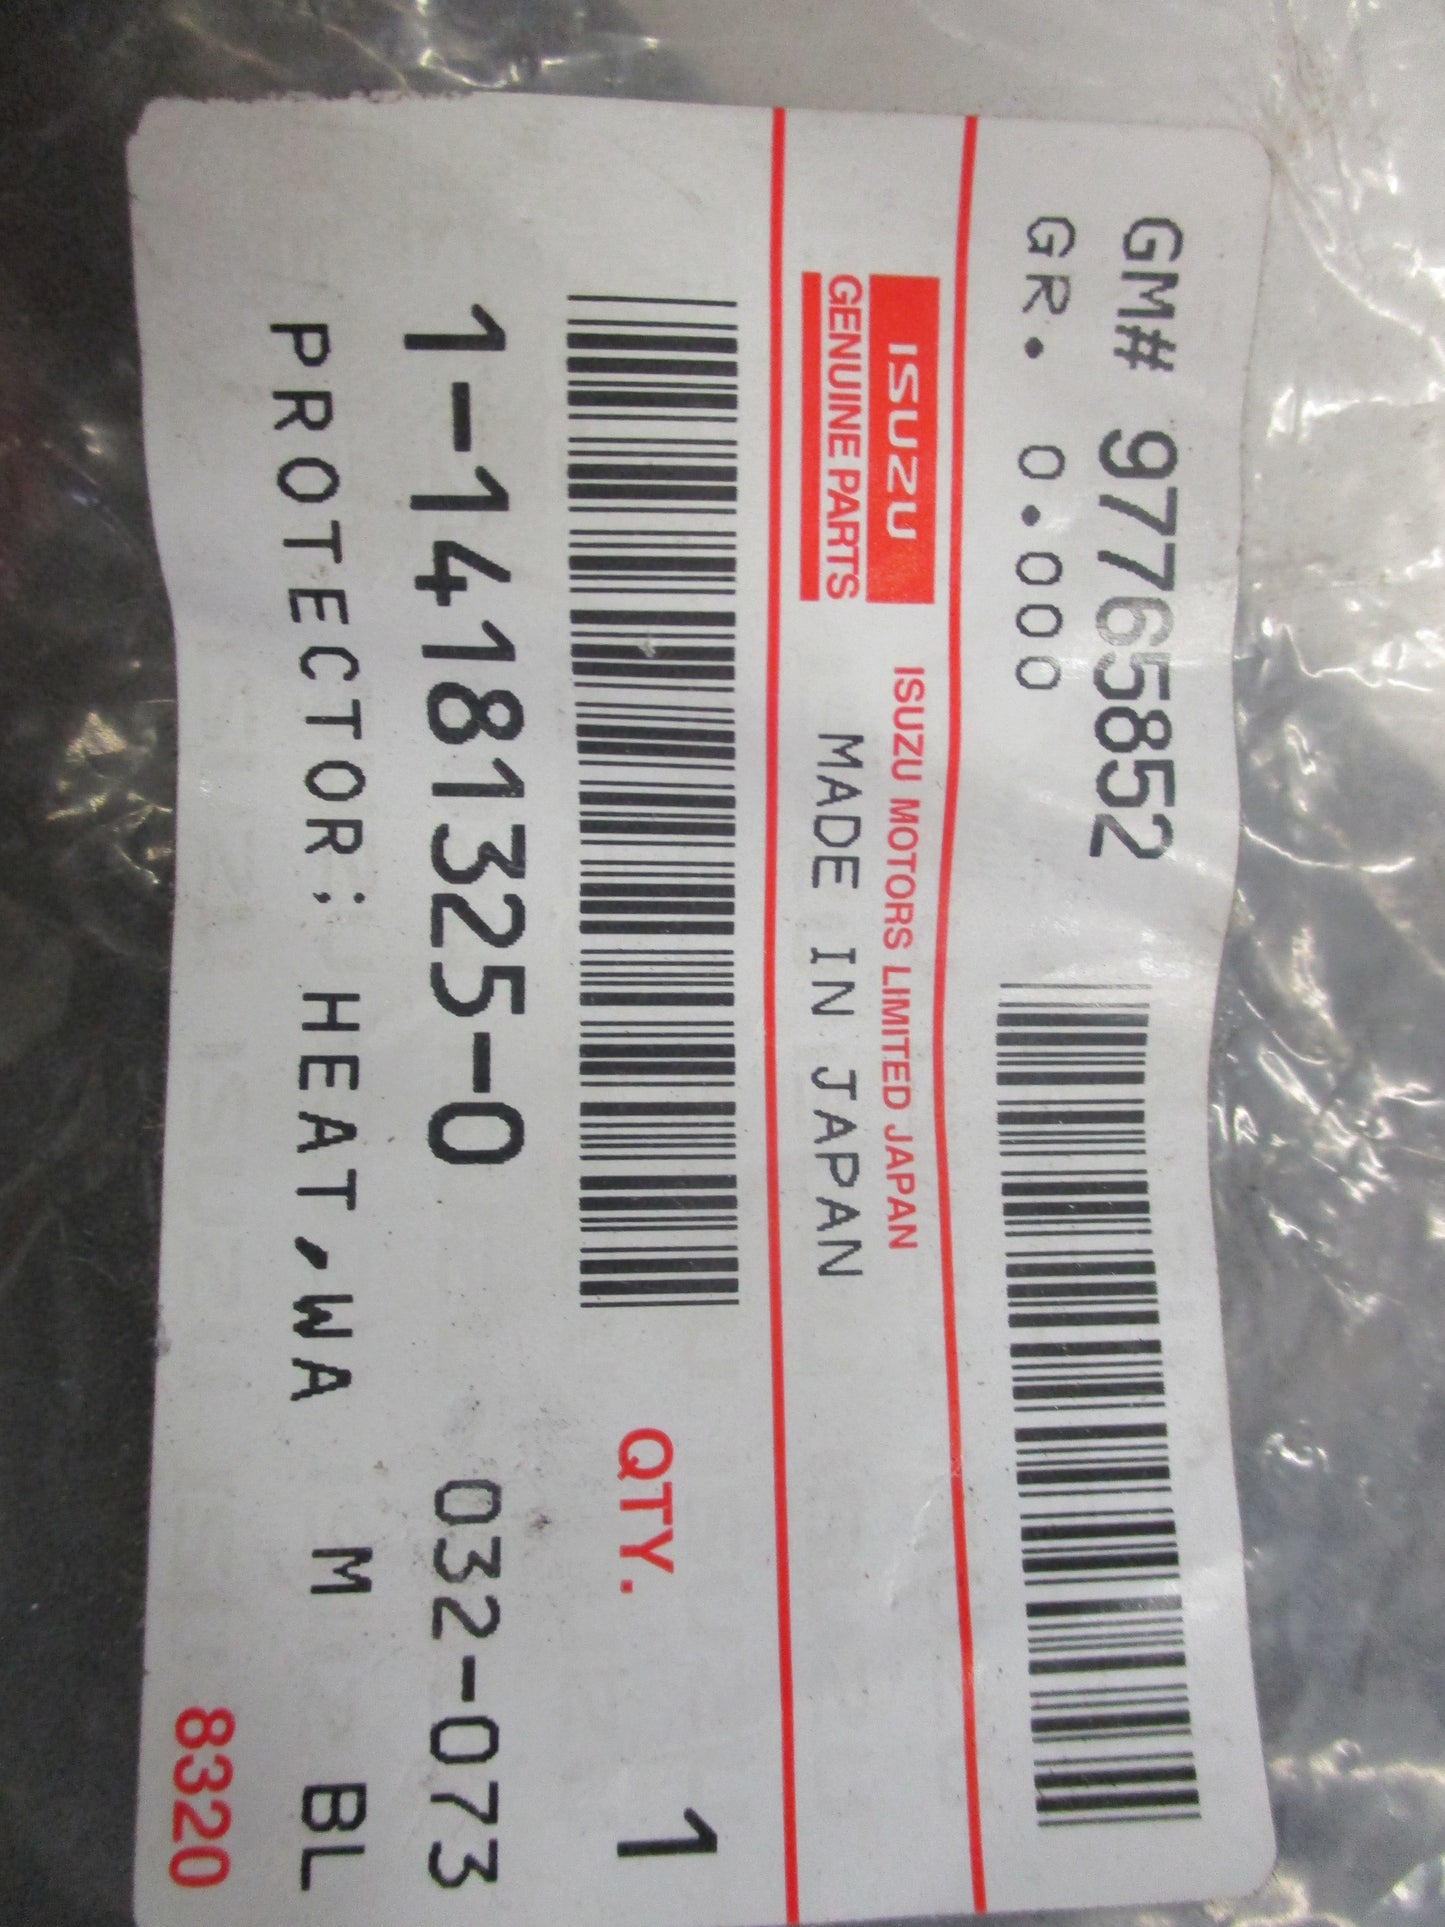 GM# 97765852
GR. 0.000
ISUZU
GENUINE PARTS
ISUZU MOTORS LIMITED JAPAN
MADE IN JAPAN
QTY. 1
1-14181325-0 032-073
PROTECTOR; HEAT,WA M BL
8320